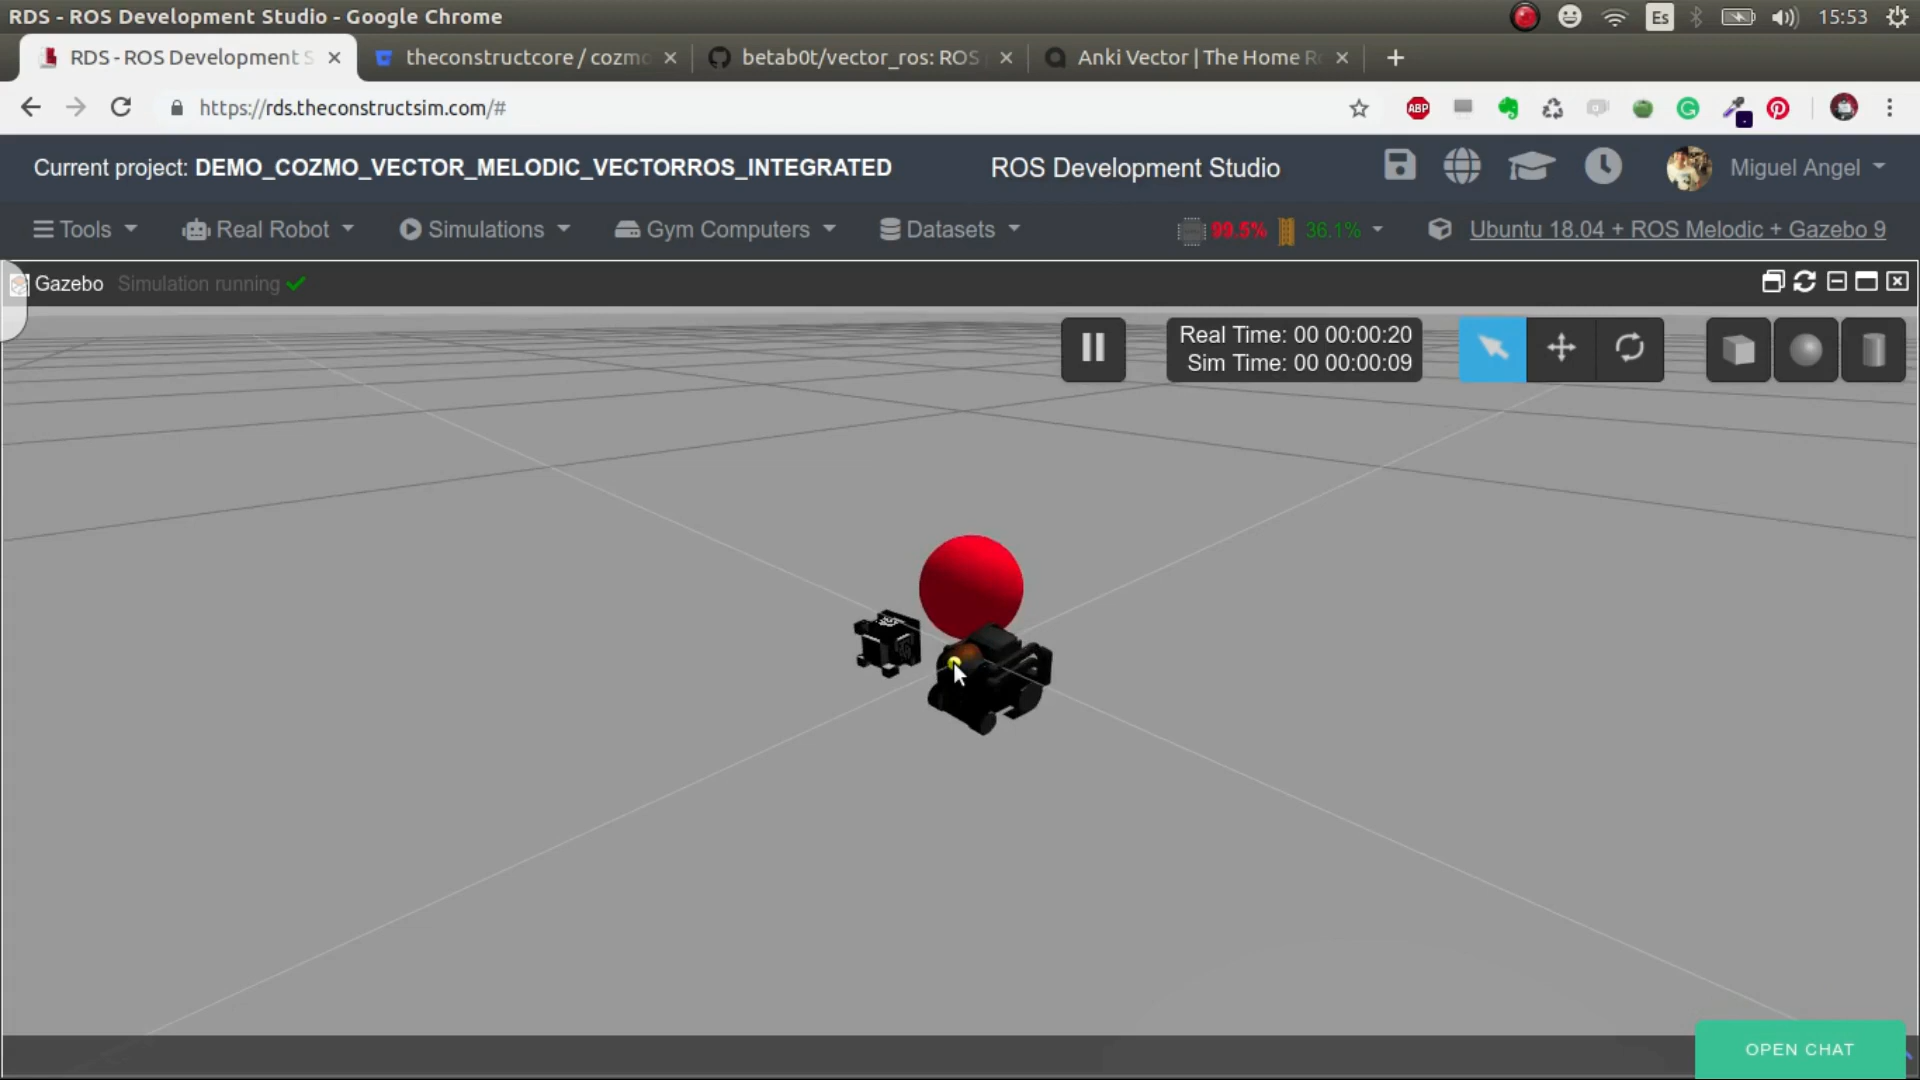 RDS - ROS Development Studio - Google Chrome
Es
15:53
RDS - ROS Development S
theconstructcore / cozmo
betab0t/vector_ros: ROS
Anki Vector | The Home Ro
https://rds.theconstructsim.com/#
ABP
Current project: DEMO_COZMO_VECTOR_MELODIC_VECTORROS_INTEGRATED
ROS Development Studio
Miguel Angel
Tools
Real Robot
Simulations
Gym Computers
Datasets
99.5%
36.1%
Ubuntu 18.04 + ROS Melodic + Gazebo 9
Gazebo
Simulation running
Real Time: 00 00:00:20
Sim Time: 00 00:00:09
OPEN CHAT